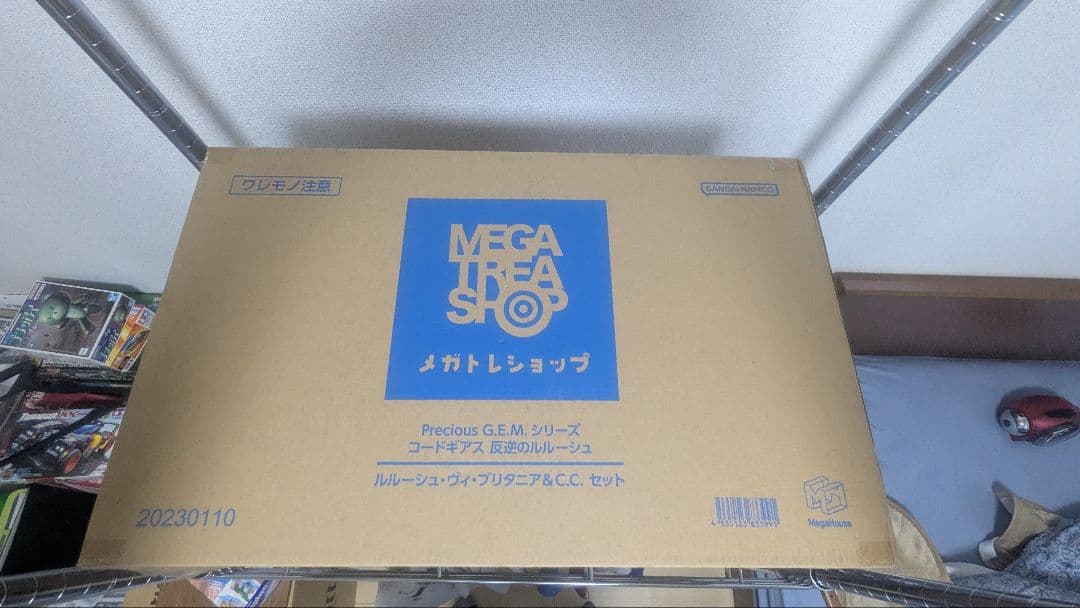 ワレモノ注意
BANDAI NAMCO
MEGA
TREA
SHOP
メガトレショップ
Precious G.E.M. シリーズ
コードギアス 反逆のルルーシュ
ルルーシュ・ヴィ・ブリタニア&C.C. セット
20230110
MegaHouse